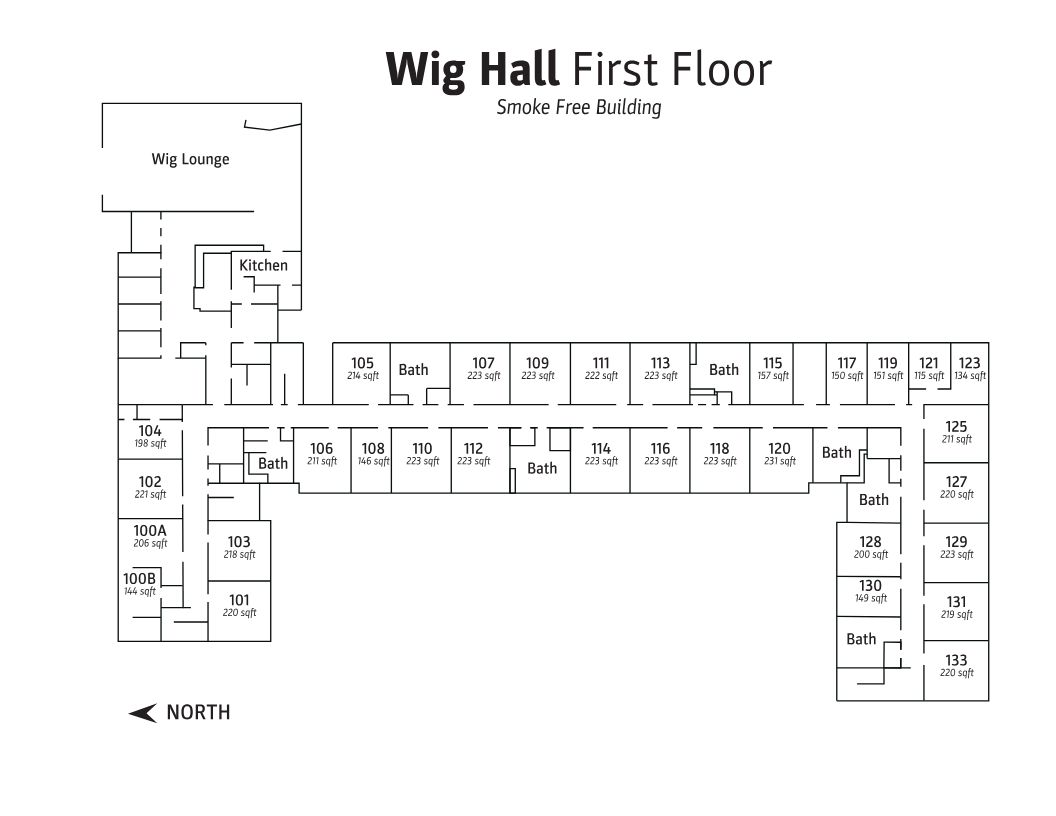 Wig Hall First Floor
Smoke Free Building
Wig Lounge
Kitchen
105
214 sqft
Bath
107
223 sqft
109
223 sqft
111
222 sqft
113
223 sqft
Bath
115
157 sqft
117
150 sqft
119
151 sqft
121
115 sqft
123
134 sqft
104
198 sqft
102
221 sqft
100A
206 sqft
100B
144 sqft
103
218 sqft
101
220 sqft
Bath
106
211 sqft
108
146 sqft
110
223 sqft
112
223 sqft
Bath
114
223 sqft
116
223 sqft
118
223 sqft
120
231 sqft
Bath
Bath
128
200 sqft
130
149 sqft
Bath
125
211 sqft
127
220 sqft
129
223 sqft
131
219 sqft
133
220 sqft
NORTH